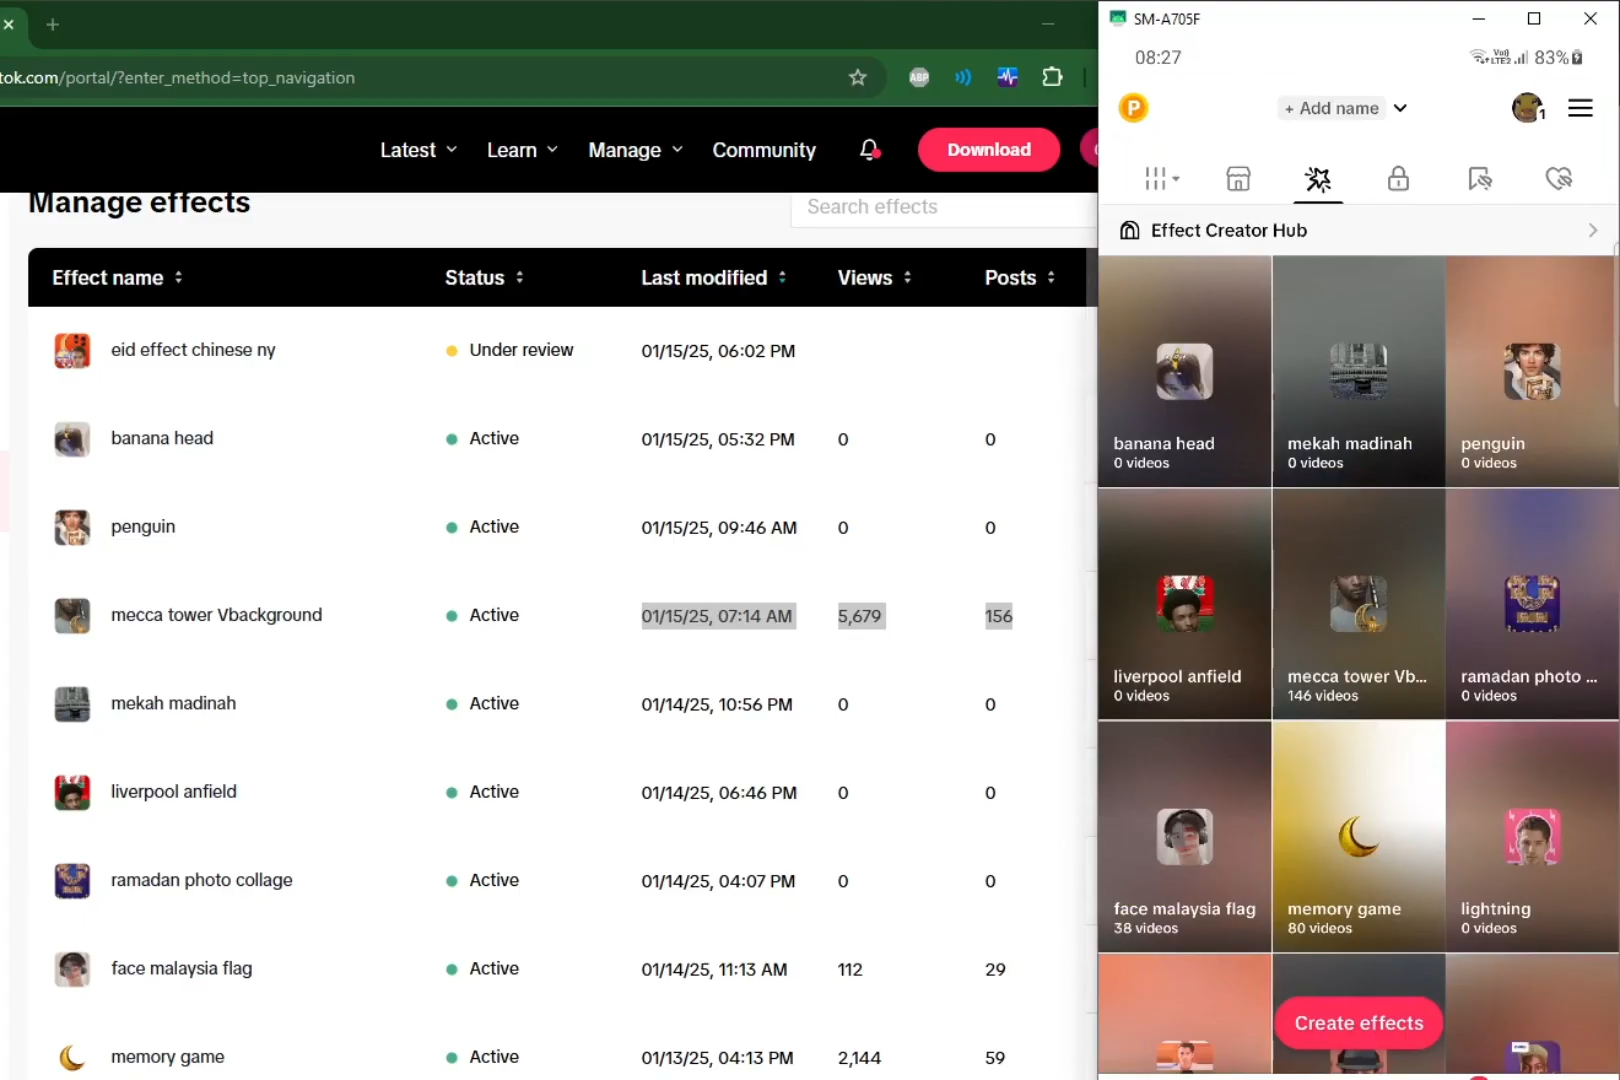 SM-A705F
tok.com/portal/?enter_method=top_navigation
ABP
08:27
Vo)) LTE2 83%
P
+ Add name
1
Latest Learn Manage Community Download
Manage effects
Search effects
Effect Creator Hub
Effect name Status Last modified Views Posts
eid effect chinese ny Under review 01/15/25, 06:02 PM
banana head Active 01/15/25, 05:32 PM 0 0
penguin Active 01/15/25, 09:46 AM 0 0
mecca tower Vbackground Active 01/15/25, 07:14 AM 5,679 156
mekah madinah Active 01/14/25, 10:56 PM 0 0
liverpool anfield Active 01/14/25, 06:46 PM 0 0
ramadan photo collage Active 01/14/25, 04:07 PM 0 0
face malaysia flag Active 01/14/25, 11:13 AM 112 29
memory game Active 01/13/25, 04:13 PM 2,144 59
banana head
0 videos
mekah madinah
0 videos
penguin
0 videos
liverpool anfield
0 videos
mecca tower Vb...
146 videos
ramadan photo ...
0 videos
face malaysia flag
38 videos
memory game
80 videos
lightning
0 videos
Create effects